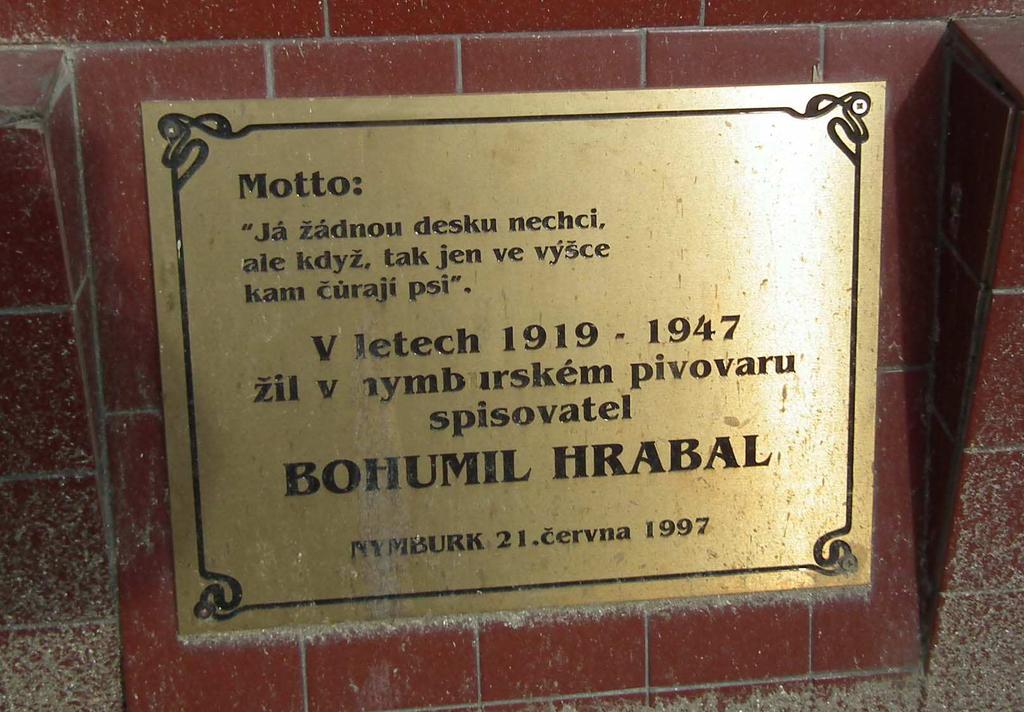 Motto:
"Já žádnou desku nechci,
ale když, tak jen ve výšce
kam čůrají psi".
V letech 1919 - 1947
žil v nymburském pivovaru
spisovatel
BOHUMIL HRABAL
NYMBURK 21.června 1997